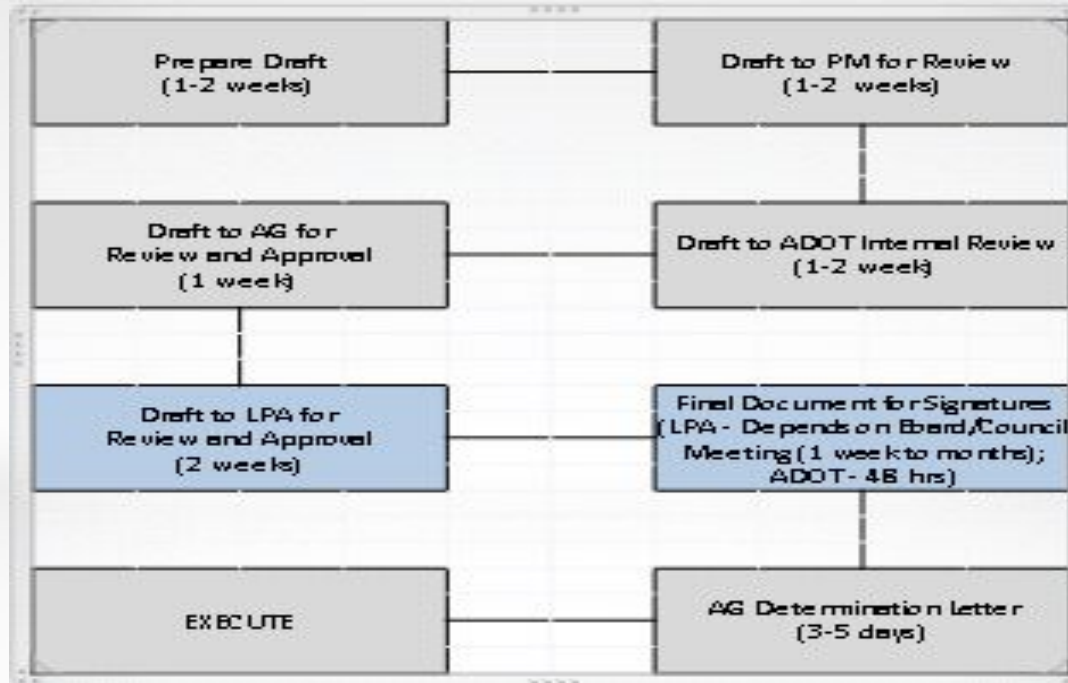 Prepare Draft
(1-2 weeks)
Draft to PM for Review
(1-2 weeks)
Draft to AG for
Review and Approval
(1 week)
Draft to ADOT Internal Review
(1-2 week)
Draft to LPA for
Review and Approval
(2 weeks)
Final Document for Signatures
(LPA - Depends on Board/Council
Meeting (1 week to months);
ADOT - 48 hrs)
EXECUTE
AG Determination Letter
(3-5 days)